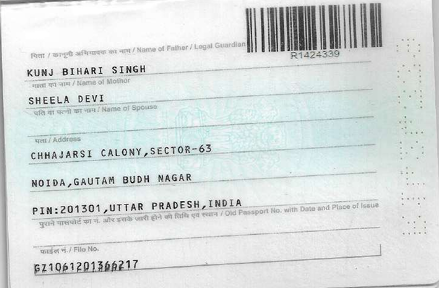 पिता / कानूनी अभिभावक का नाम / Name of Father / Legal Guardian
R1424339
KUNJ BIHARI SINGH
माता का नाम / Name of Mother
SHEELA DEVI
पति या पत्नी का नाम / Name of Spouse
पता / Address
CHHAJARSI CALONY,SECTOR-63
NOIDA,GAUTAM BUDH NAGAR
PIN:201301,UTTAR PRADESH,INDIA
पुराने पासपोर्ट का नं. और इसके जारी होने की तिथि एवं स्थान / Old Passport No. with Date and Place of Issue
फाईल नं. / File No.
GZ1061201366217